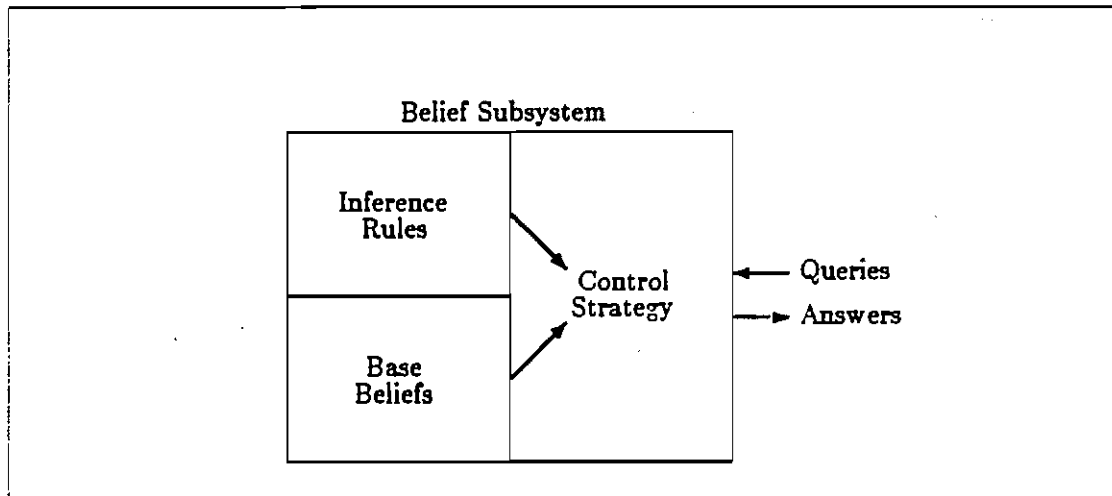 Belief Subsystem
Inference
Rules
Control
Strategy
Queries
Answers
Base
Beliefs